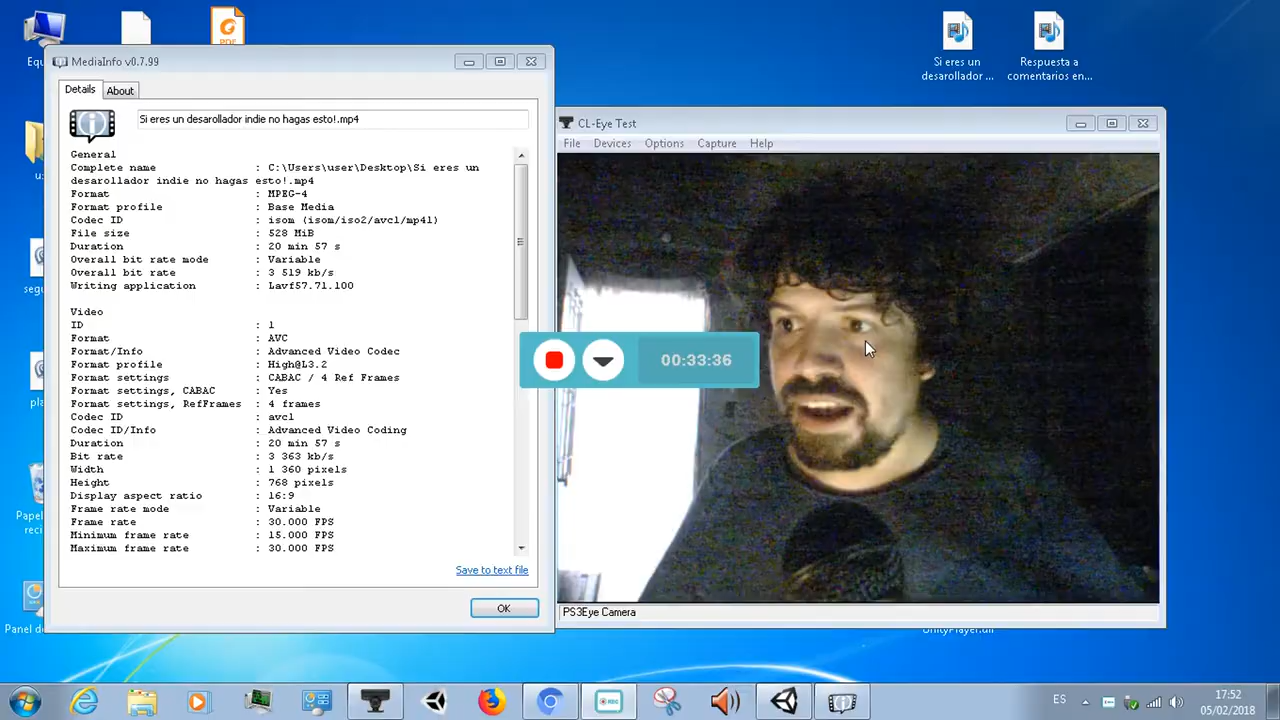 Equ
PDF
Si eres un
desarollador ...
Respuesta a
comentarios en...
MediaInfo v0.7.99
Details
About
Si eres un desarollador indie no hagas esto!.mp4
General
Complete name : C:\Users\user\Desktop\Si eres un
desarollador indie no hagas esto!.mp4
Format : MPEG-4
Format profile : Base Media
Codec ID : isom (isom/iso2/avc1/mp41)
File size : 528 MiB
Duration : 20 min 57 s
Overall bit rate mode : Variable
Overall bit rate : 3 519 kb/s
Writing application : Lavf57.71.100
Video
ID : 1
Format : AVC
Format/Info : Advanced Video Codec
Format profile : High@L3.2
Format settings : CABAC / 4 Ref Frames
Format settings, CABAC : Yes
Format settings, RefFrames : 4 frames
Codec ID : avc1
Codec ID/Info : Advanced Video Coding
Duration : 20 min 57 s
Bit rate : 3 363 kb/s
Width : 1 360 pixels
Height : 768 pixels
Display aspect ratio : 16:9
Frame rate mode : Variable
Frame rate : 30.000 FPS
Minimum frame rate : 15.000 FPS
Maximum frame rate : 30.000 FPS
Save to text file
OK
CL-Eye Test
File Devices Options Capture Help
00:33:36
PS3Eye Camera
u:
segu
pla
Papel
reci
Panel de
UnityPlayer.dll
REC
ES
17:52
05/02/2018